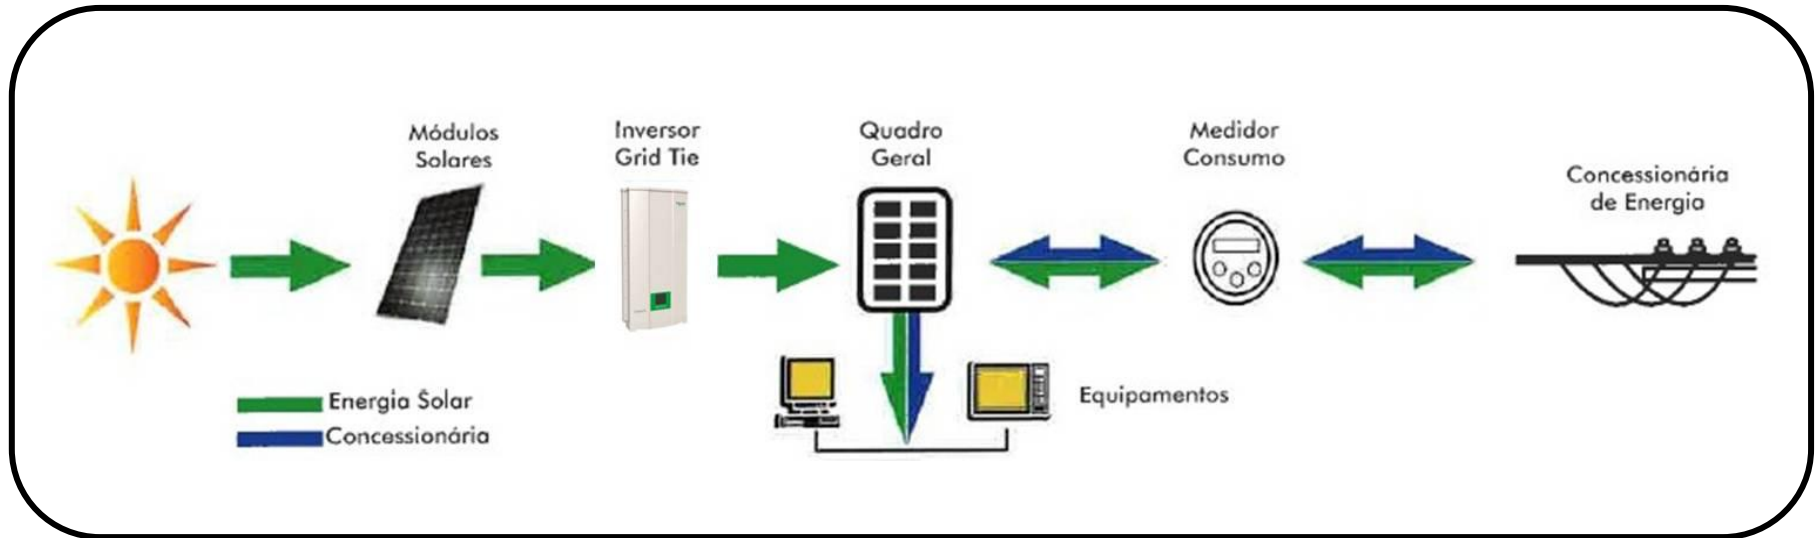 Módulos
Solares
Inversor
Grid Tie
Quadro
Geral
Medidor
Consumo
Concessionária
de Energia
Equipamentos
Energia Solar
Concessionária